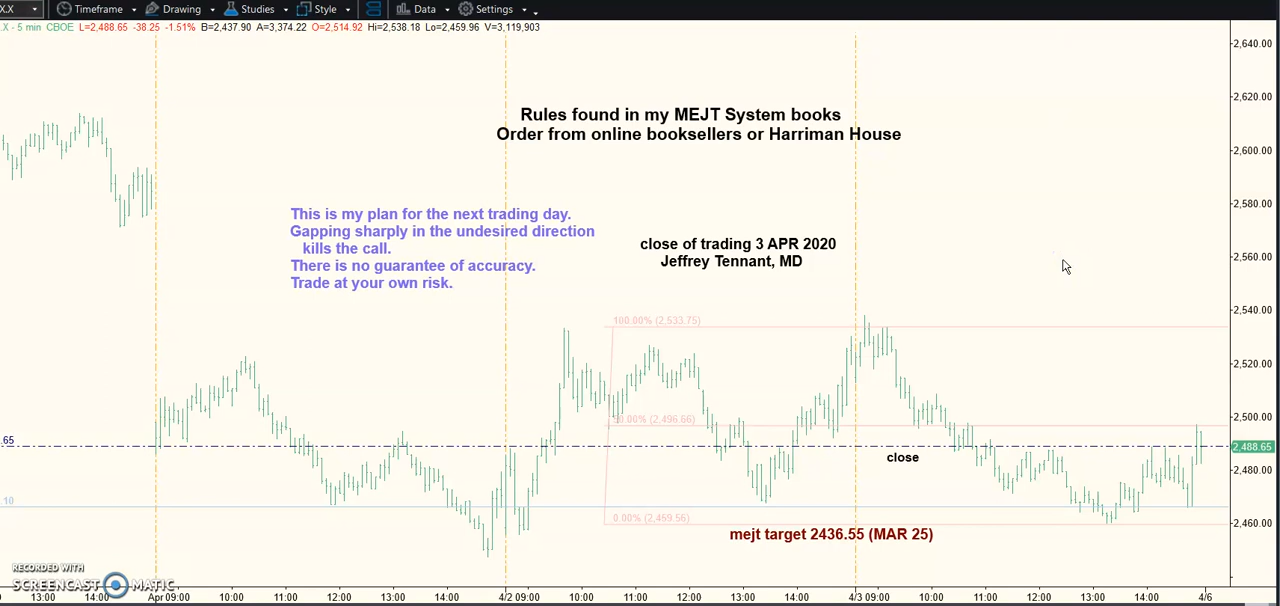 X.X Timeframe Drawing Studies Style Data Settings
.X - 5 min CBOE L=2,488.65 -38.25 -1.51% B=2,437.90 A=3,374.22 O=2,514.92 Hi=2,538.18 Lo=2,459.96 V=3,119,903
2,640.00
Rules found in my MEJT System books
2,620.00
Order from online booksellers or Harriman House
2,600.00
2,580.00
This is my plan for the next trading day.
Gapping sharply in the undesired direction
kills the call.
There is no guarantee of accuracy.
Trade at your own risk.
close of trading 3 APR 2020
Jeffrey Tennant, MD
2,560.00
2,540.00
100.00% (2,533.75)
2,520.00
2,500.00
(2,496.66)
.65
2,488.65
close
2,480.00
10
0.00% (2,459.56)
2,460.00
mejt target 2436.55 (MAR 25)
RECORDED WITH
SCREENCAST MATIC
0 13:00 14:00 Apr 09:00 10:00 11:00 12:00 13:00 14:00 4/2 09:00 10:00 11:00 12:00 13:00 14:00 4/3 09:00 10:00 11:00 12:00 13:00 14:00 4/6